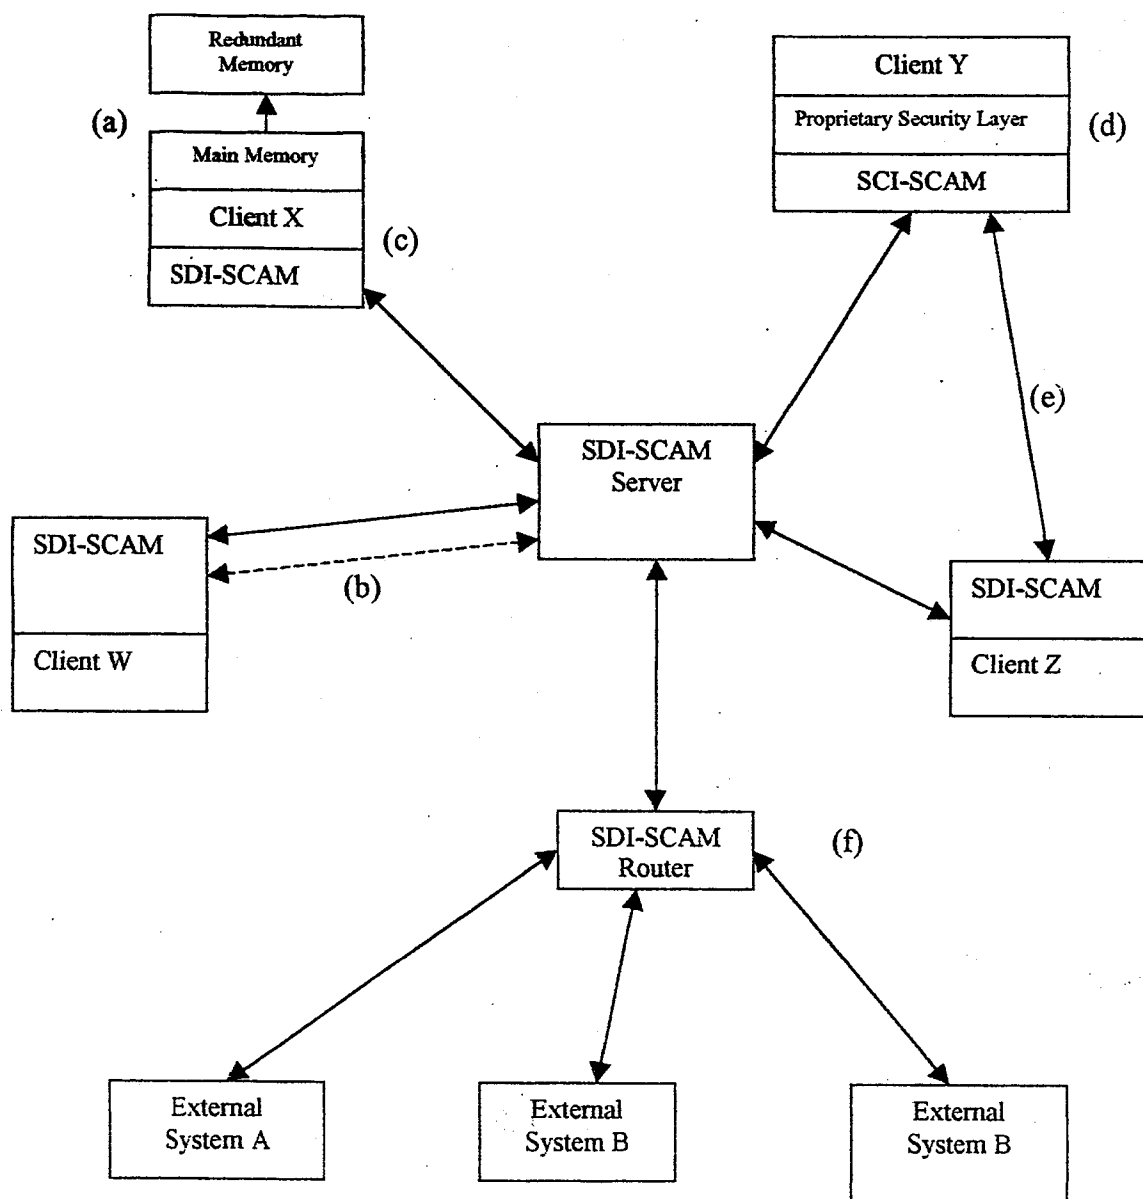 Redundant
Memory
(a)
Main Memory
Client X
(c)
SDI-SCAM
Client Y
Proprietary Security Layer
(d)
SCI-SCAM
(e)
SDI-SCAM
Server
SDI-SCAM
(b)
Client W
SDI-SCAM
Client Z
SDI-SCAM
Router
(f)
External
System A
External
System B
External
System B